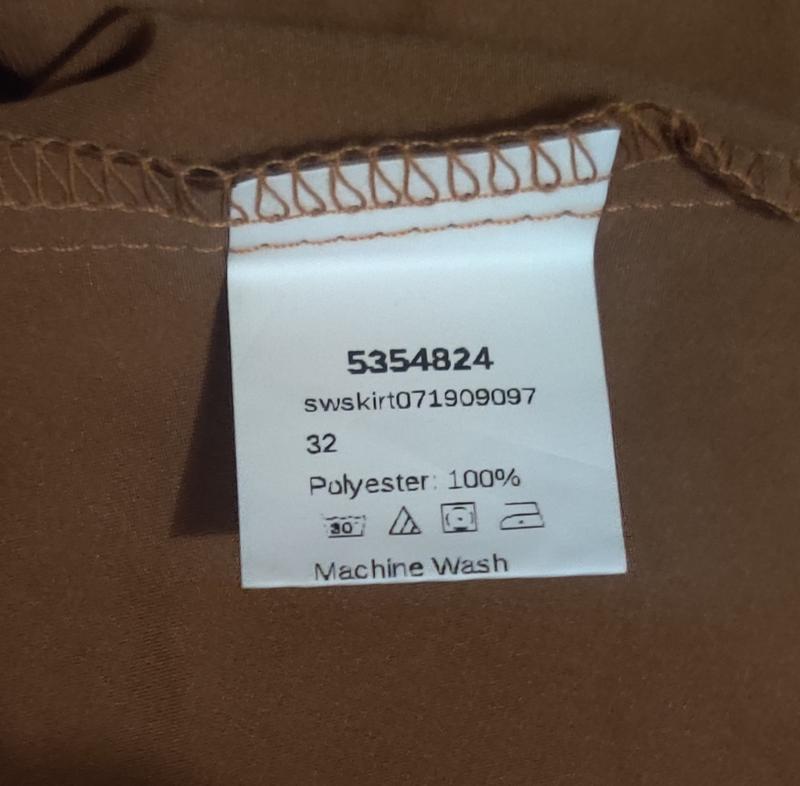 5354824
swskirt071909097
32
Polyester: 100%
30
Machine Wash